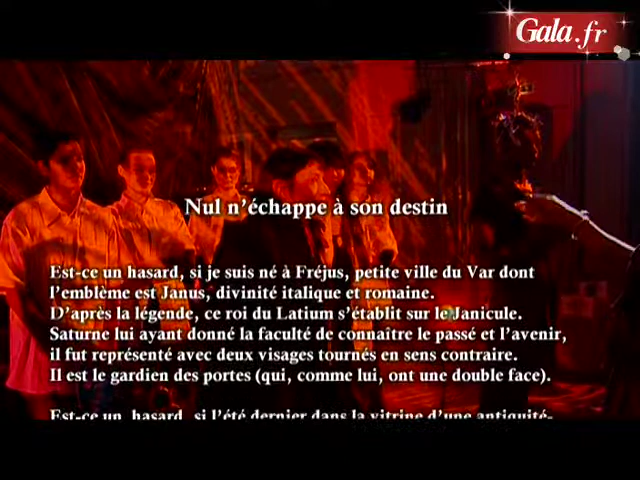 Gala.fr
Nul n'échappe à son destin
Est-ce un hasard, si je suis né à Fréjus, petite ville du Var dont
l'emblème est Janus, divinité italique et romaine.
D'après la légende, ce roi du Latium s'établit sur le Janicule.
Saturne lui ayant donné la faculté de connaître le passé et l'avenir,
il fut représenté avec deux visages tournés en sens contraire.
Il est le gardien des portes (qui, comme lui, ont une double face).
Est-ce un hasard, si l'été dernier dans la vitrine d'une antiquité-